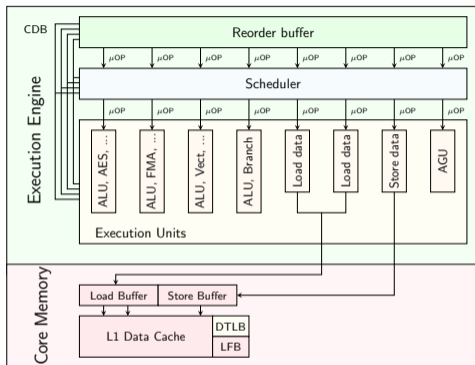 CDB
Reorder buffer
μOP μOP μOP μOP μOP μOP μOP μOP
Scheduler
μOP μOP μOP μOP μOP μOP μOP μOP
ALU, AES, ...
ALU, FMA, ...
ALU, Vect, ...
ALU, Branch
Load data
Load data
Store data
AGU
Execution Units
Execution Engine
Load Buffer
Store Buffer
L1 Data Cache
DTLB
LFB
Core Memory